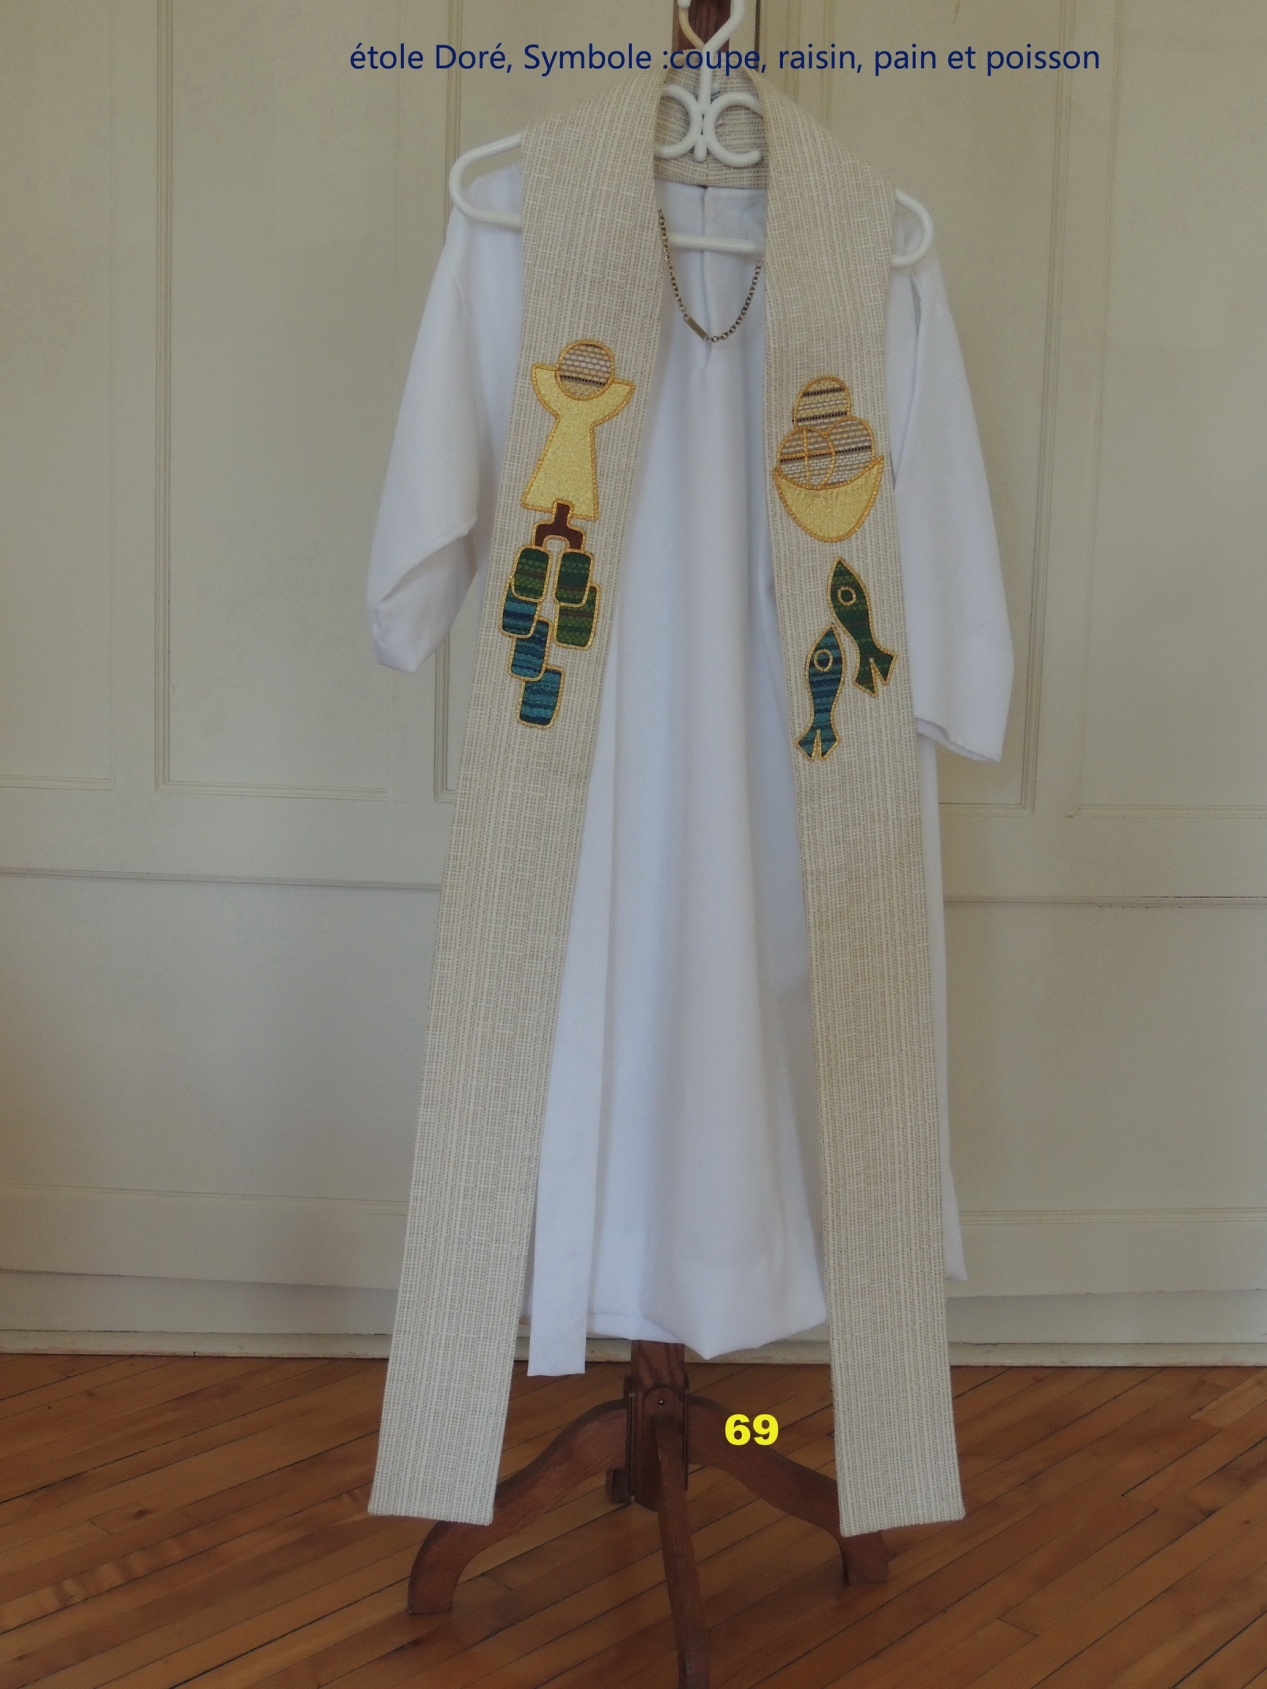 étole Doré, Symbole :coupe, raisin, pain et poisson
69